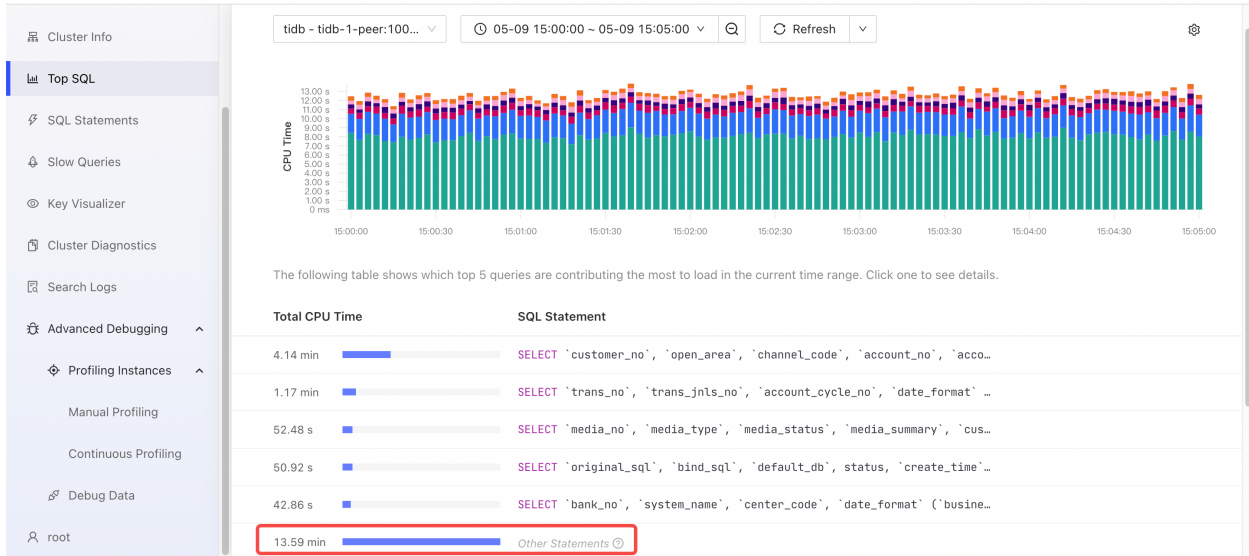 Cluster Info
Top SQL
SQL Statements
Slow Queries
Key Visualizer
Cluster Diagnostics
Search Logs
Advanced Debugging
Profiling Instances
Manual Profiling
Continuous Profiling
Debug Data
root
tidb - tidb-1-peer:100...
05-09 15:00:00 ~ 05-09 15:05:00
Refresh
CPU Time
13.00 s
12.00 s
11.00 s
10.00 s
9.00 s
8.00 s
7.00 s
6.00 s
5.00 s
4.00 s
3.00 s
2.00 s
1.00 s
0 ms
15:00:00 15:00:30 15:01:00 15:01:30 15:02:00 15:02:30 15:03:00 15:03:30 15:04:00 15:04:30 15:05:00
The following table shows which top 5 queries are contributing the most to load in the current time range. Click one to see details.
Total CPU Time SQL Statement
4.14 min SELECT `customer_no`, `open_area`, `channel_code`, `account_no`, `acco…
1.17 min SELECT `trans_no`, `trans_jnls_no`, `account_cycle_no`, `date_format` …
52.48 s SELECT `media_no`, `media_type`, `media_status`, `media_summary`, `cus…
50.92 s SELECT `original_sql`, `bind_sql`, `default_db`, status, `create_time`…
42.86 s SELECT `bank_no`, `system_name`, `center_code`, `date_format` (`busine…
13.59 min Other Statements